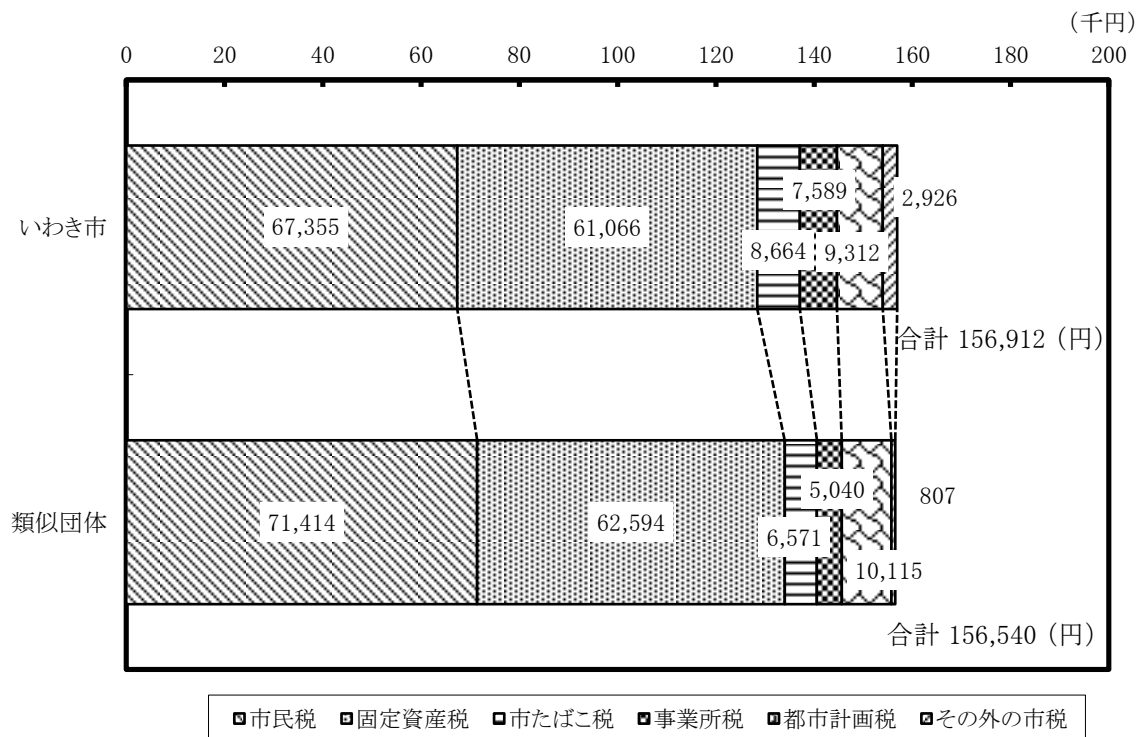 （千円）
0 20 40 60 80 100 120 140 160 180 200
いわき市
67,355 61,066 8,664 7,589 9,312 2,926
合計 156,912（円）
類似団体
71,414 62,594 6,571 5,040 10,115 807
合計 156,540（円）
市民税 固定資産税 市たばこ税 事業所税 都市計画税 その外の市税